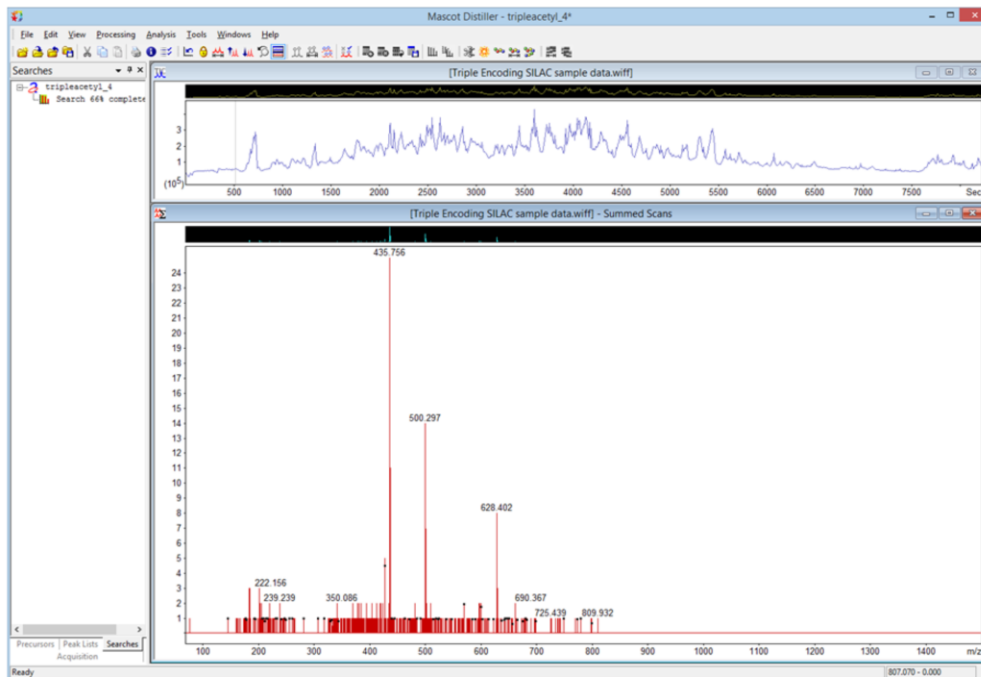 Mascot Distiller - tripleacetyl_4*
File Edit View Processing Analysis Tools Windows Help
Searches
tripleacetyl_4
Search 66% complete
[Triple Encoding SILAC sample data.wiff]
3
2
1
(10⁵)
500 1000 1500 2000 2500 3000 3500 4000 4500 5000 5500 6000 6500 7000 7500 Sec
[Triple Encoding SILAC sample data.wiff] - Summed Scans
435.756
24
23
22
21
20
19
18
17
16
15
500.297
14
13
12
11
10
9
628.402
8
7
6
5
4
3
222.156
239.239 350.086 690.367
2
725.439 809.932
1
100 200 300 400 500 600 700 800 900 1000 1100 1200 1300 1400 m/z
Precursors Peak Lists Searches
Acquisition
Ready 807.070 - 0.000